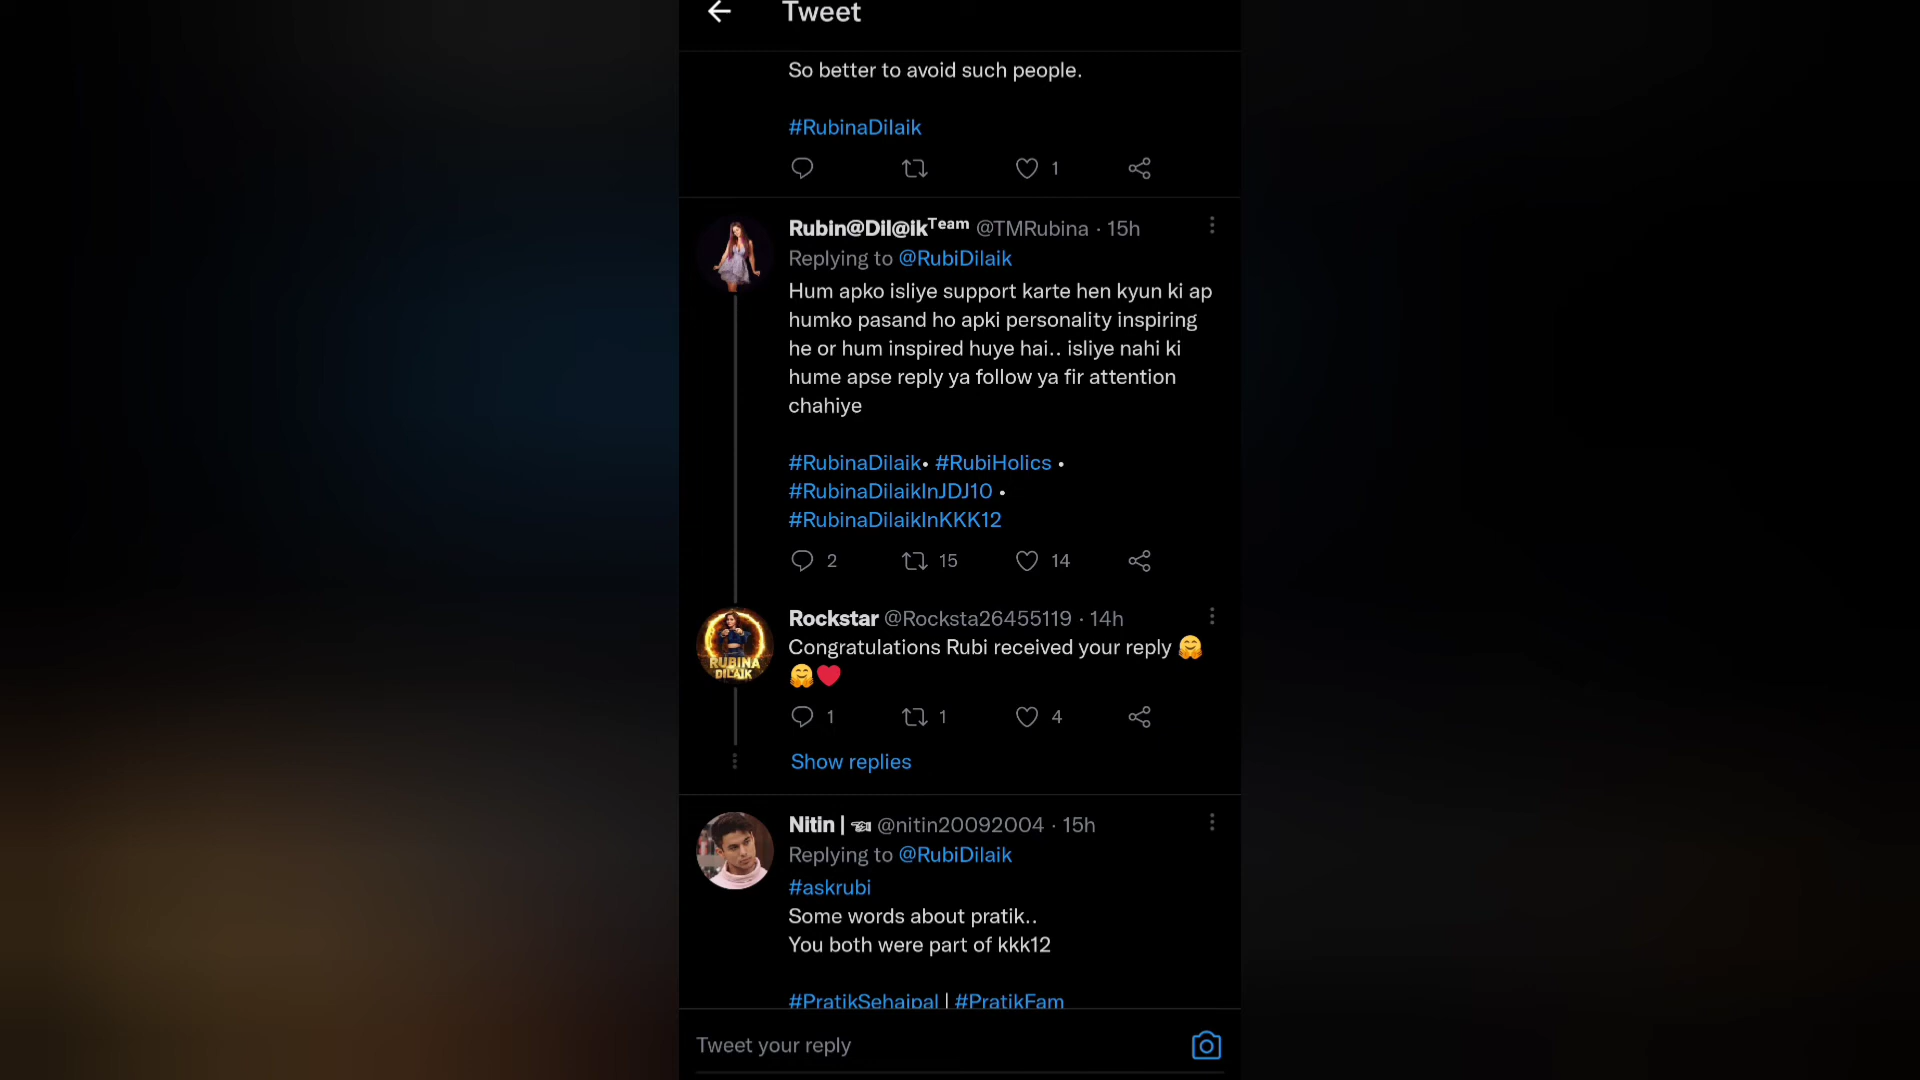 Tweet
So better to avoid such people.
#RubinaDilaik
1
Rubin@Dil@ikᵀᵉᵃᵐ @TMRubina · 15h
Replying to @RubiDilaik
Hum apko isliye support karte hen kyun ki ap
humko pasand ho apki personality inspiring
he or hum inspired huye hai.. isliye nahi ki
hume apse reply ya follow ya fir attention
chahiye
#RubinaDilaik• #RubiHolics •
#RubinaDilaikInJDJ10 •
#RubinaDilaikInKKK12
2 15 14
Rockstar @Rocksta26455119 · 14h
Congratulations Rubi received your reply 🤗
🤗❤️
RUBINA
DILAIK
1 1 4
Show replies
Nitin | @nitin20092004 · 15h
Replying to @RubiDilaik
#askrubi
Some words about pratik..
You both were part of kkk12
#PratikSehajpal | #PratikFam
Tweet your reply